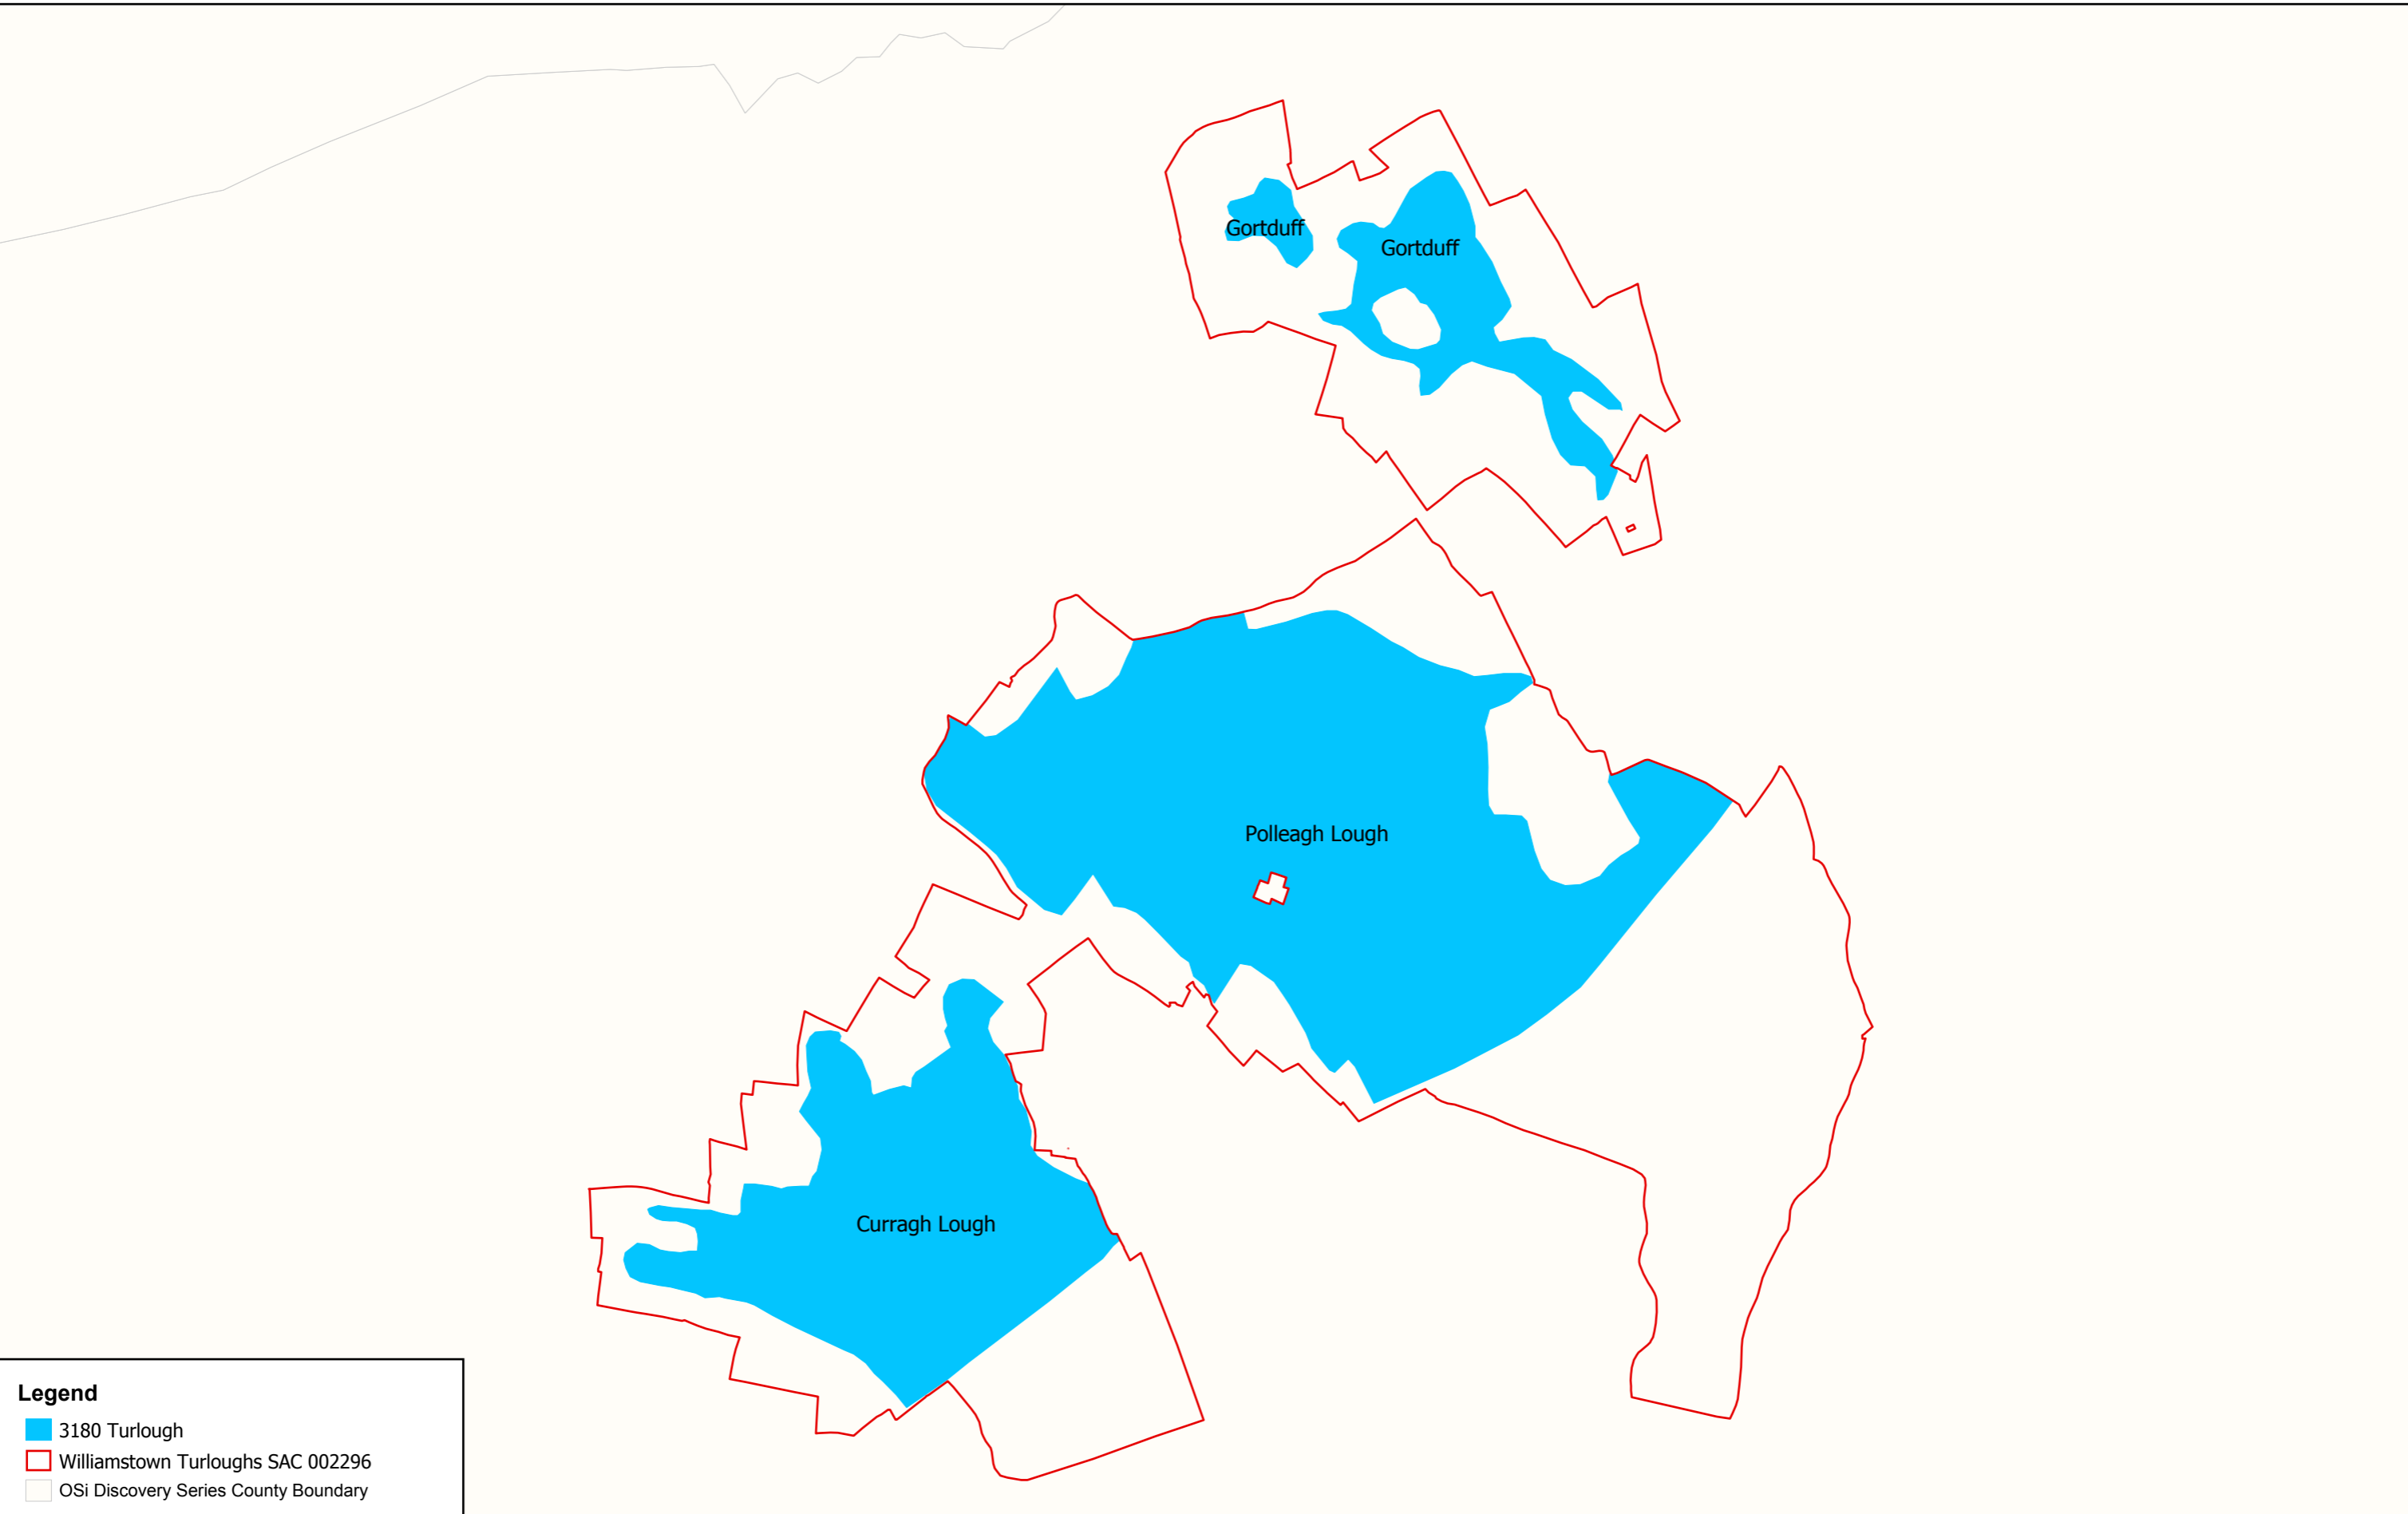 Gortduff
Gortduff
Polleagh Lough
Curragh Lough
Legend
3180 Turlough
Williamstown Turloughs SAC 002296
OSi Discovery Series County Boundary